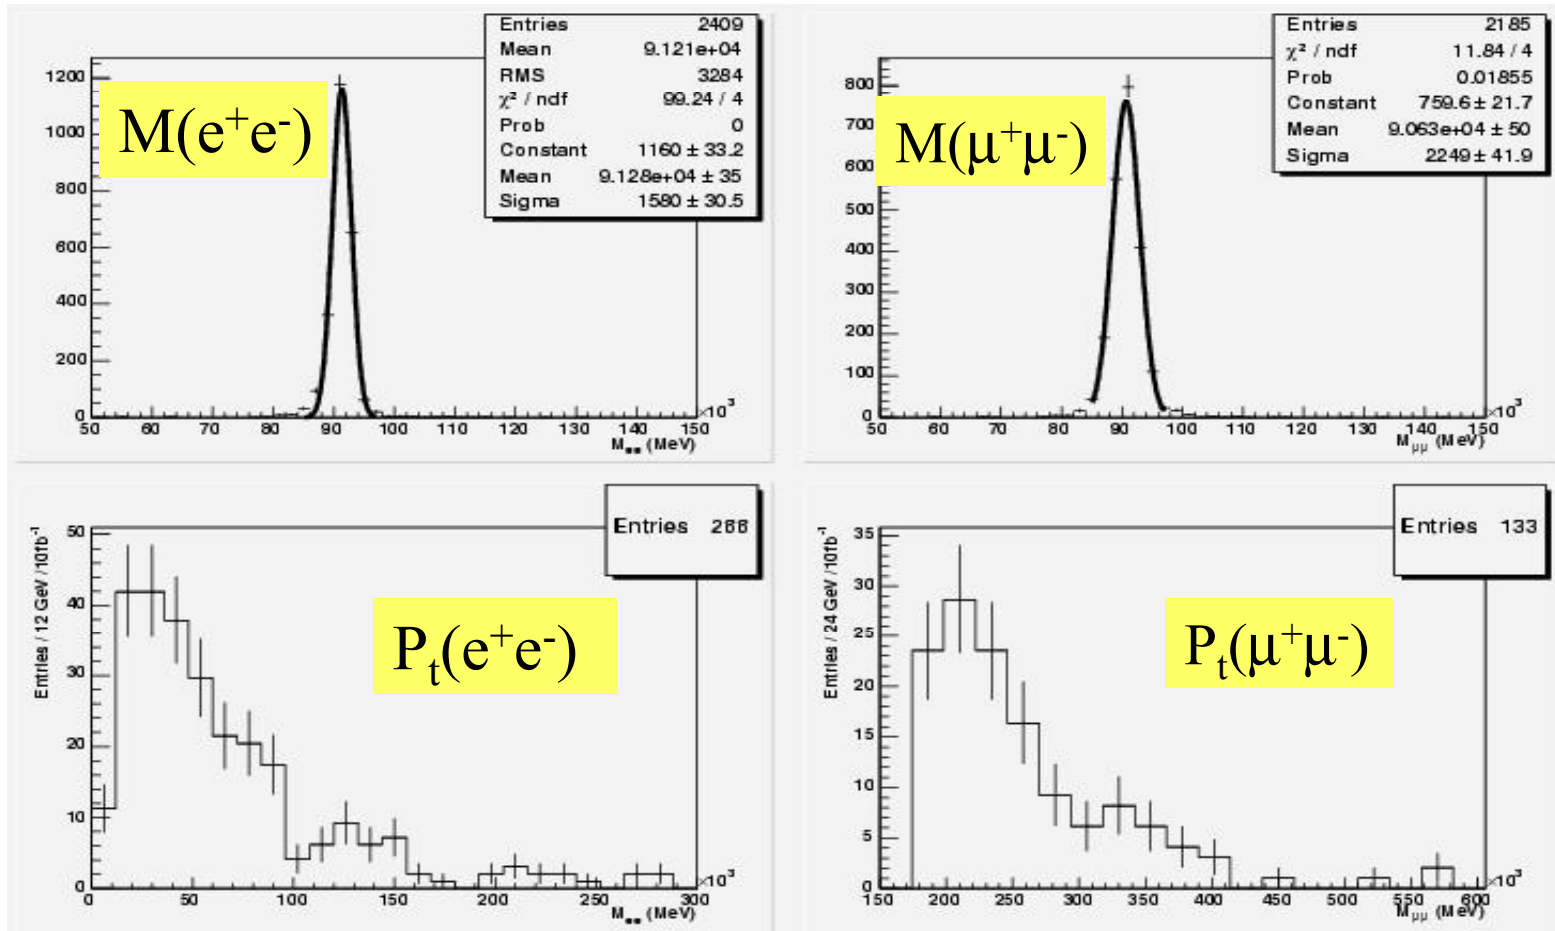 Entries 2409
Mean 9.121e+04
RMS 3284
χ² / ndf 99.24 / 4
Prob 0
Constant 1160 ± 33.2
Mean 9.128e+04 ± 35
Sigma 1580 ± 30.5
M(e⁺e⁻)
1200
1000
800
600
400
200
0
50 60 70 80 90 100 110 120 130 140 150
×10³
Mee (MeV)
Entries 2185
χ² / ndf 11.84 / 4
Prob 0.01855
Constant 759.6 ± 21.7
Mean 9.063e+04 ± 50
Sigma 2249 ± 41.9
M(μ⁺μ⁻)
800
700
600
500
400
300
200
100
0
50 60 70 80 90 100 110 120 130 140 150
×10³
Mμμ (MeV)
Entries
Pt(e⁺e⁻)
Entries / 12 GeV /10fb⁻¹
50
40
30
20
10
0
0 50 100 150 200 250 300
×10³
Mee (MeV)
Entries 133
Pt(μ⁺μ⁻)
Entries / 24 GeV /10fb⁻¹
35
30
25
20
15
10
5
0
150 200 250 300 350 400 450 500 550 600
×10³
Mμμ (MeV)